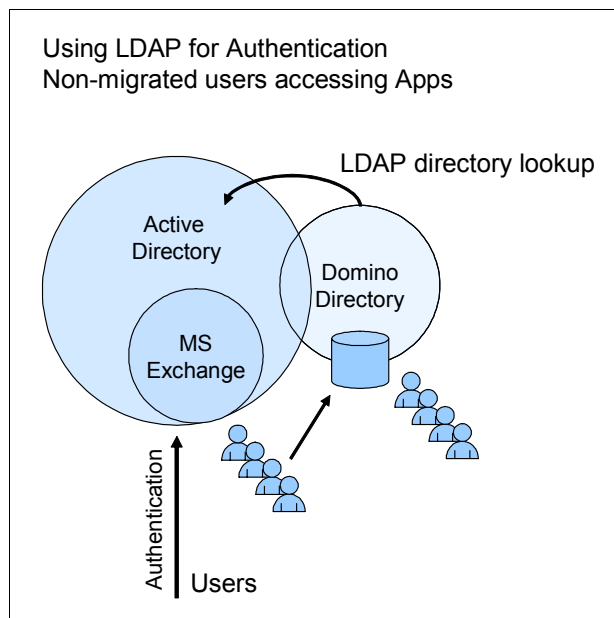 Using LDAP for Authentication
Non-migrated users accessing Apps
LDAP directory lookup
Active
Directory
Domino
Directory
MS
Exchange
Authentication
Users